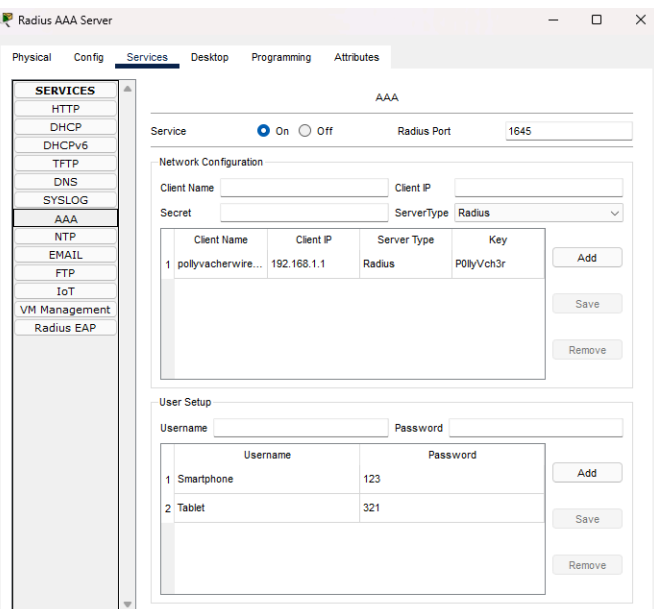 Radius AAA Server
Physical Config Services Desktop Programming Attributes
SERVICES
HTTP
DHCP
DHCPv6
TFTP
DNS
SYSLOG
AAA
NTP
EMAIL
FTP
IoT
VM Management
Radius EAP
AAA
Service On Off Radius Port 1645
Network Configuration
Client Name Client IP
Secret ServerType Radius
Client Name Client IP Server Type Key
1 pollyvacherwire... 192.168.1.1 Radius P0llyVch3r
Add
Save
Remove
User Setup
Username Password
Username Password
1 Smartphone 123
2 Tablet 321
Add
Save
Remove